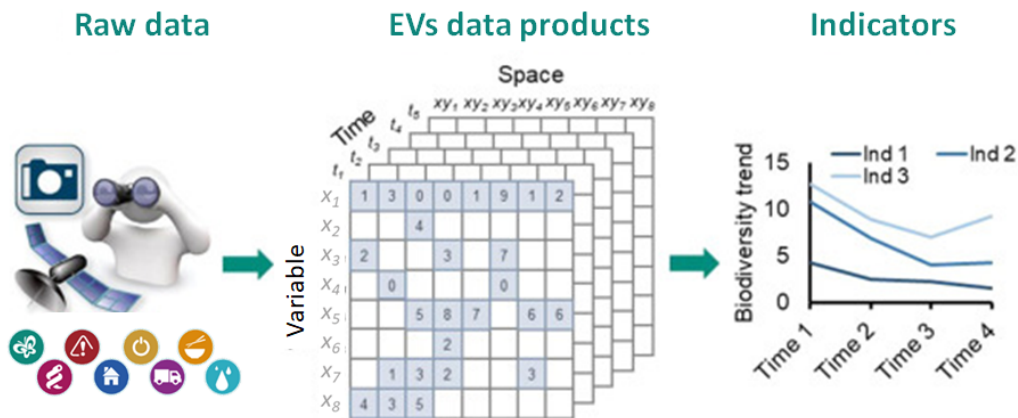 Raw data
EVs data products
Indicators
Space
Time
t₁ t₂ t₃ t₄ t₅
xy₁ xy₂ xy₃ xy₄ xy₅ xy₆ xy₇ xy₈
Variable
x₁ 1 3 0 0 1 9 1 2
x₂ 4
x₃ 2 3 7
x₄ 0 0
x₅ 5 8 7 6 6
x₆ 2
x₇ 1 3 2 3
x₈ 4 3 5
Biodiversity trend
Ind 1 Ind 2
Ind 3
15
10
5
0
Time 1 Time 2 Time 3 Time 4